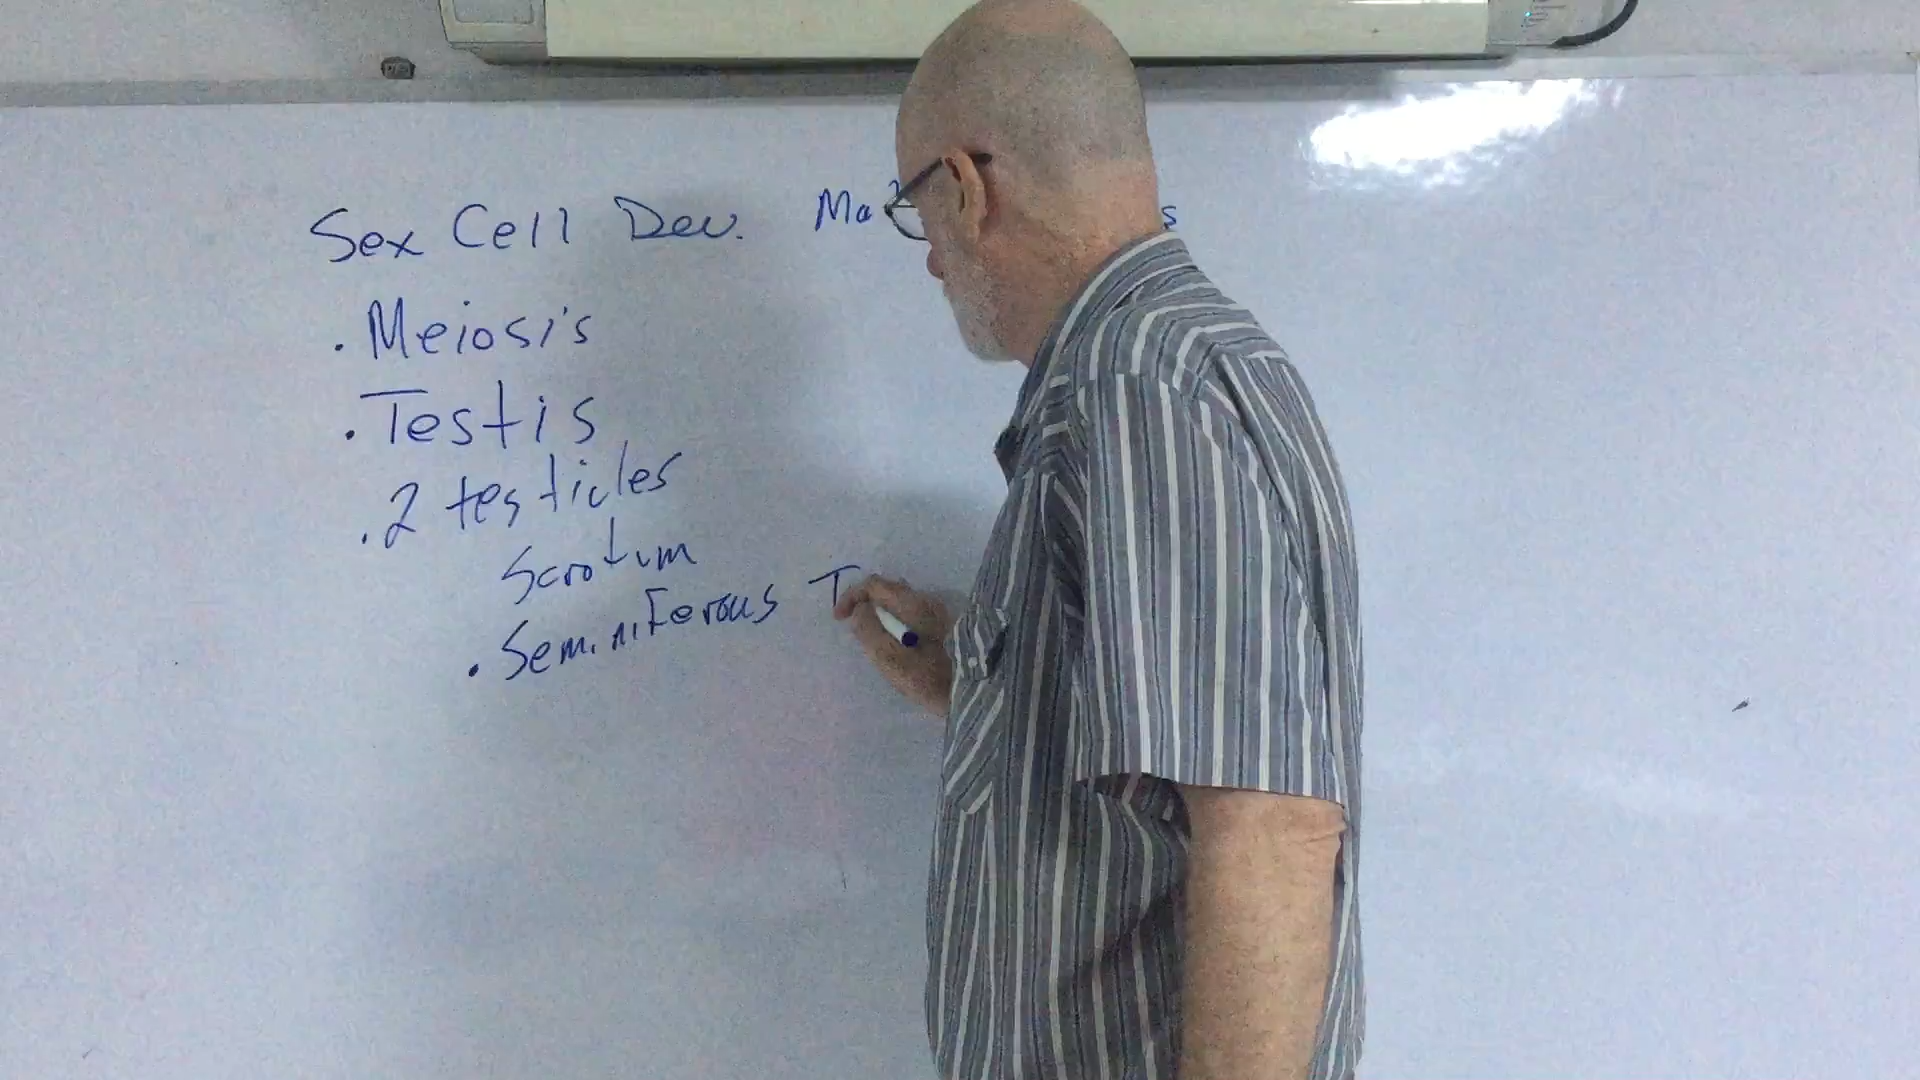 Sex Cell Dev. Ma
• Meiosis
• Testis
• 2 testicles
Scrotum
• Seminiferous T